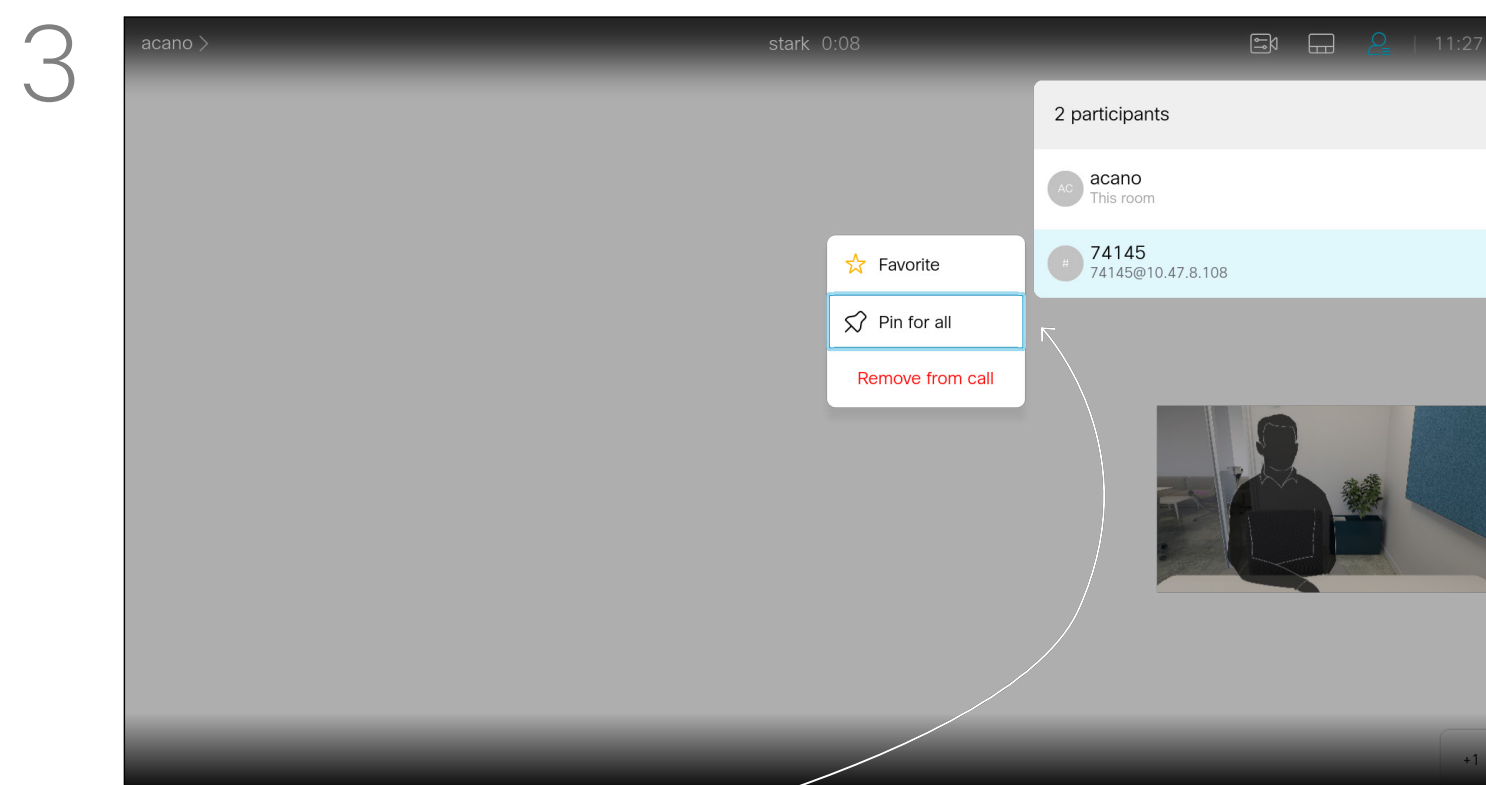 3
acano >
stark 0:08
11:27
2 participants
AC
acano
This room
#
74145
74145@10.47.8.108
Favorite
Pin for all
Remove from call
+1